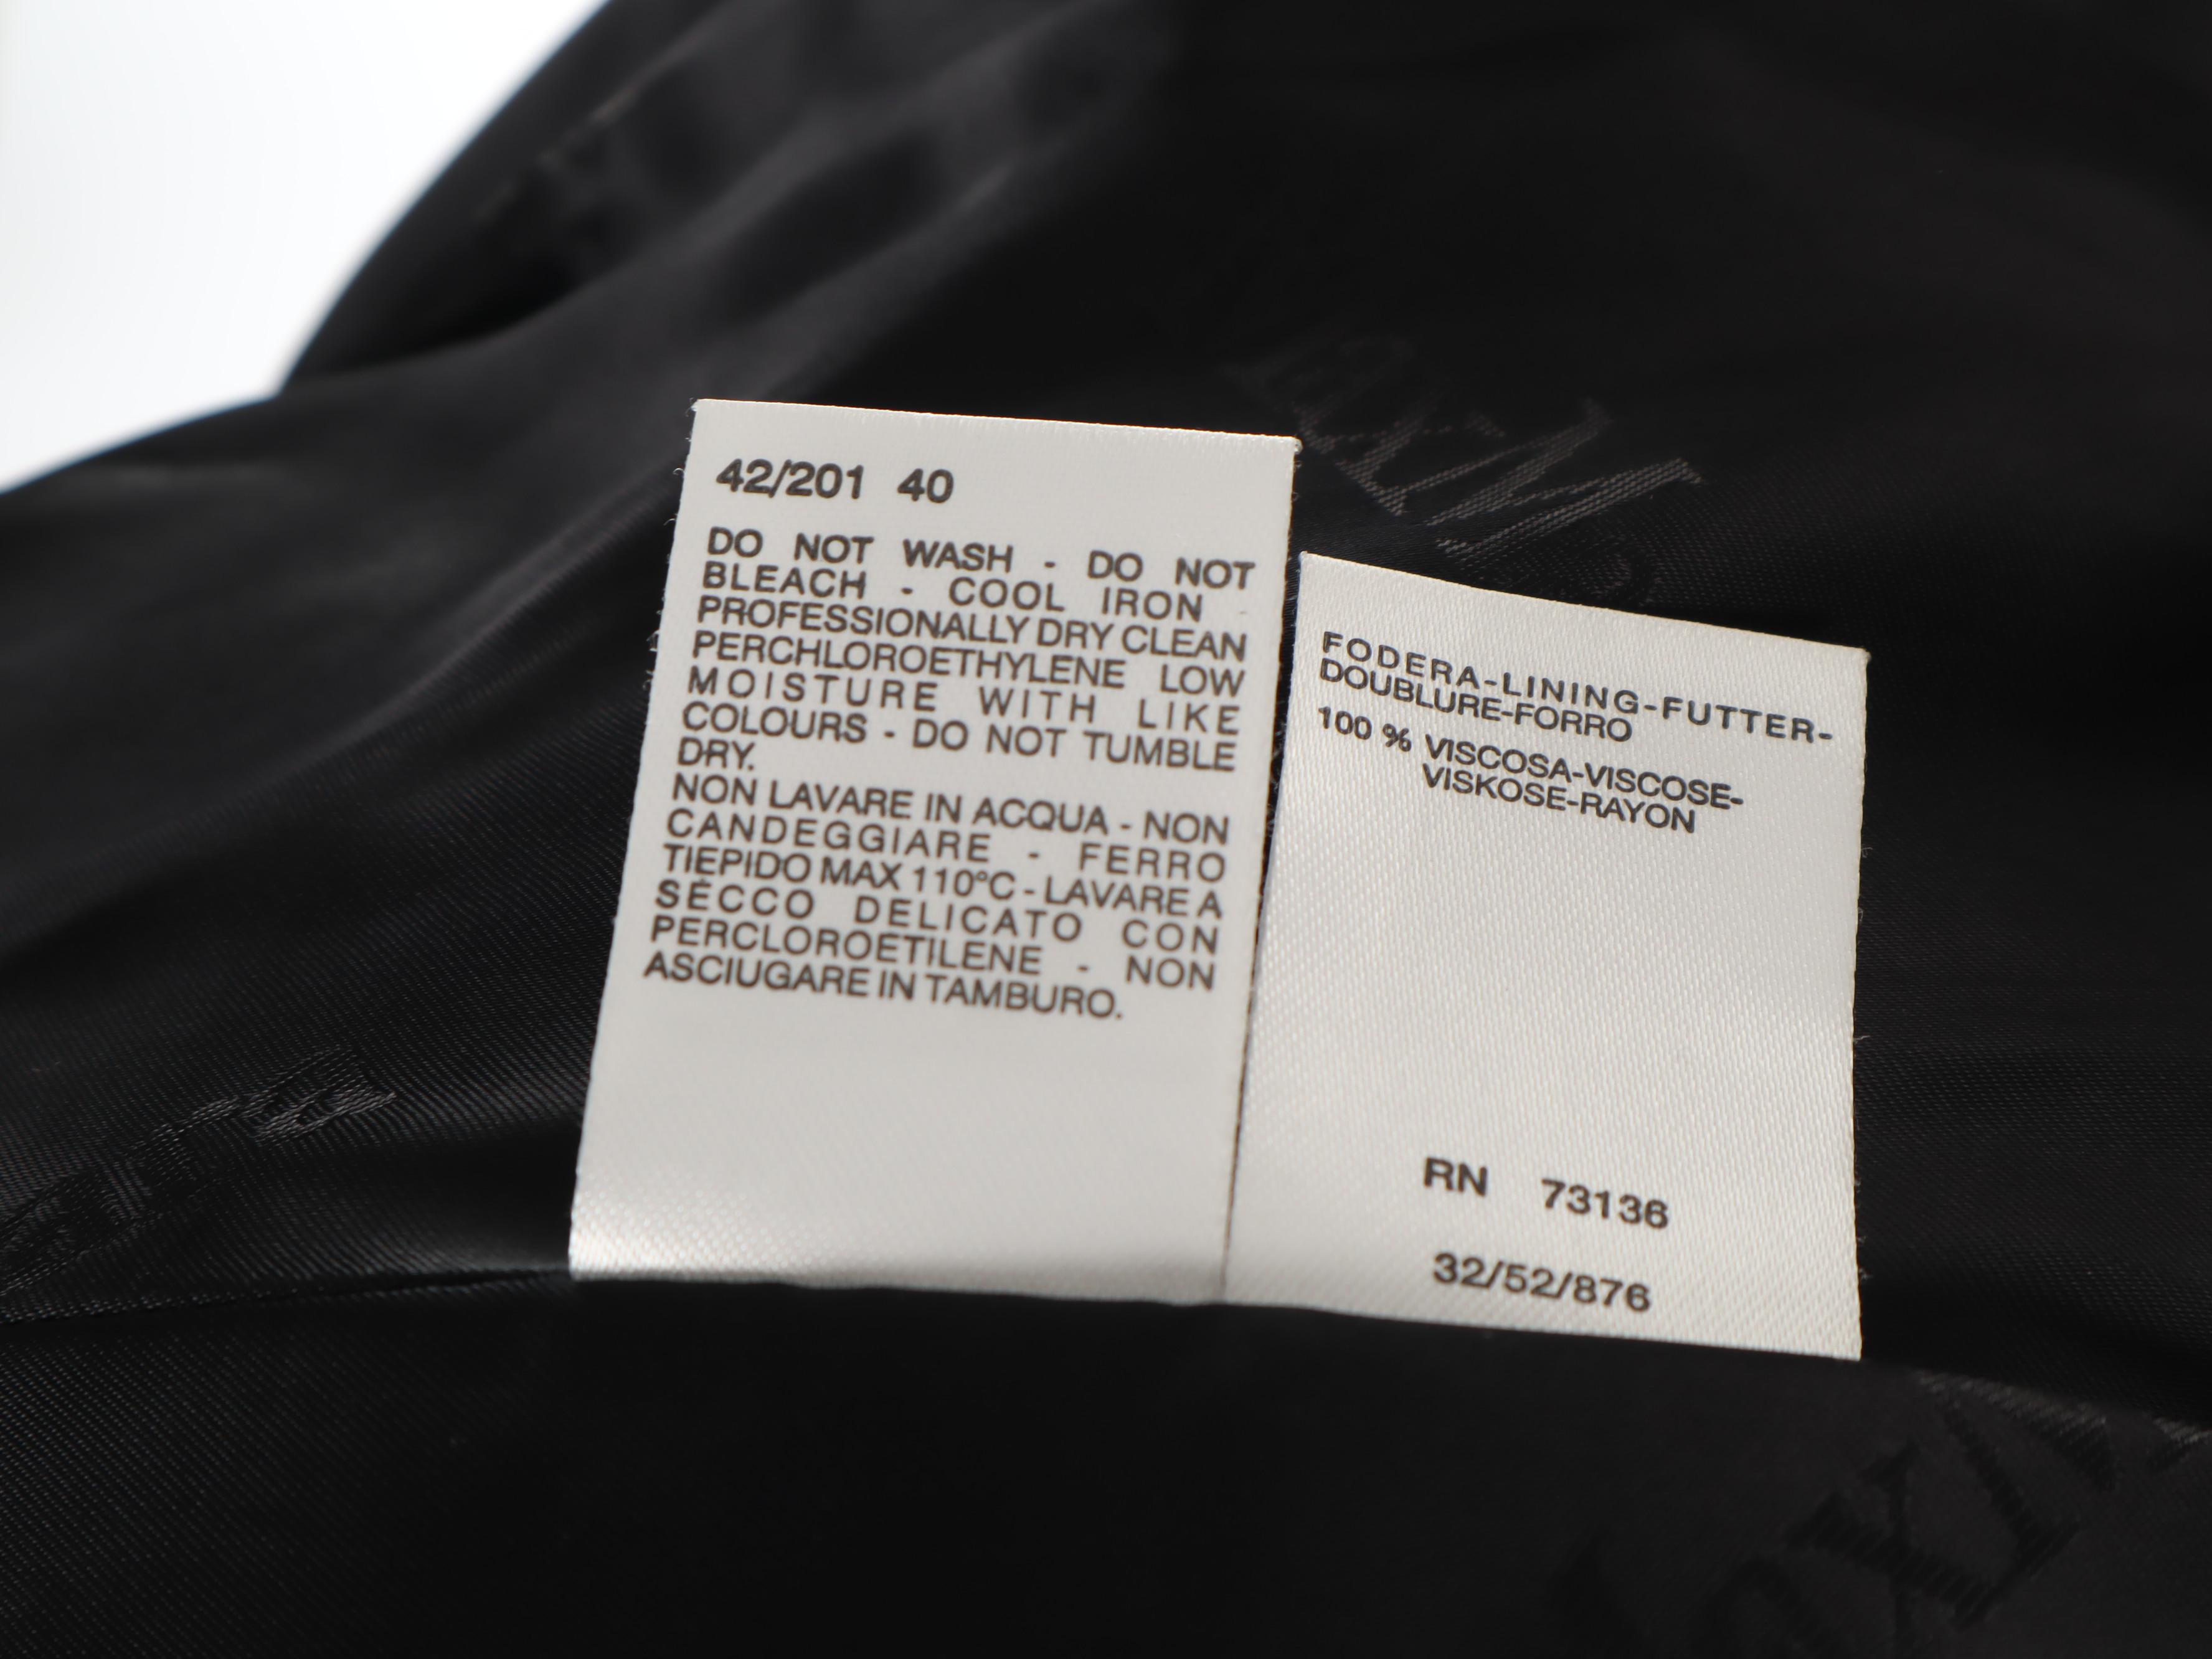 42/201 40
DO NOT WASH - DO NOT
BLEACH - COOL IRON -
PROFESSIONALLY DRY CLEAN
PERCHLOROETHYLENE LOW
MOISTURE WITH LIKE
COLOURS - DO NOT TUMBLE
DRY.
NON LAVARE IN ACQUA - NON
CANDEGGIARE - FERRO
TIEPIDO MAX 110°C - LAVARE A
SECCO DELICATO CON
PERCLOROETILENE - NON
ASCIUGARE IN TAMBURO.
FODERA-LINING-FUTTER-
DOUBLURE-FORRO
100 % VISCOSA-VISCOSE-
VISKOSE-RAYON
RN 73136
32/52/876